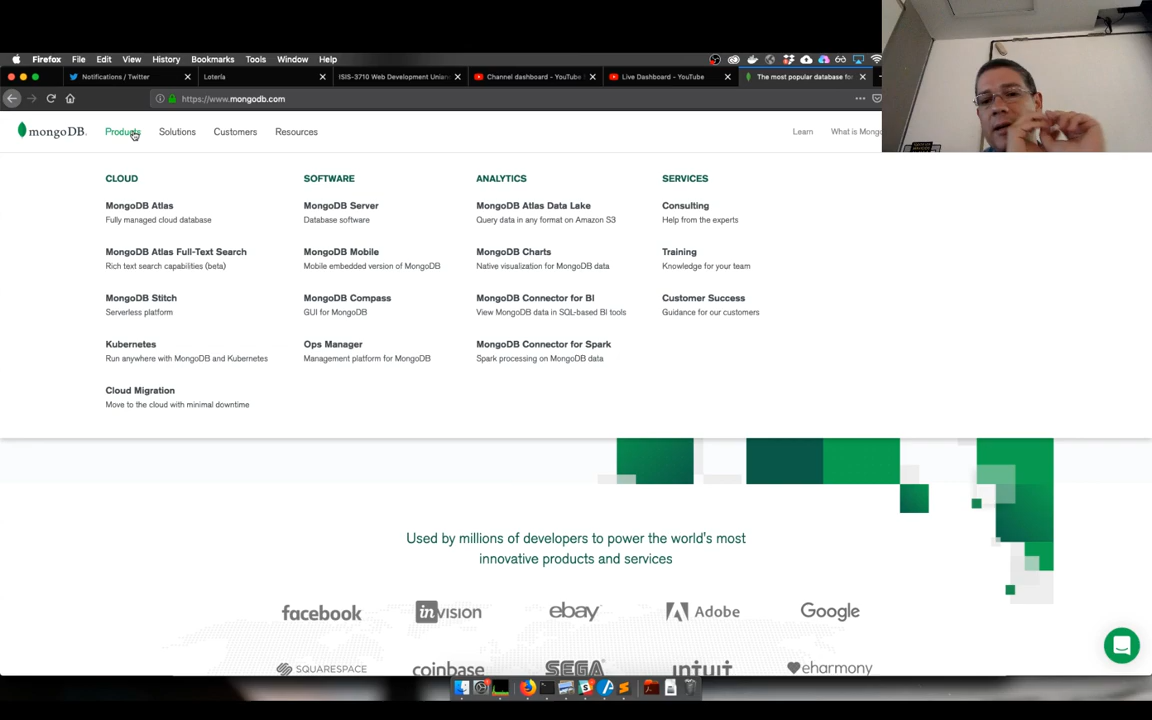 Firefox File Edit View History Bookmarks Tools Window Help
Notifications / Twitter
Lotería
ISIS-3710 Web Development Unian
Channel dashboard - YouTube
Live Dashboard - YouTube
The most popular database for
https://www.mongodb.com
mongoDB. Products Solutions Customers Resources Learn What is Mongo
CLOUD
MongoDB Atlas
Fully managed cloud database
MongoDB Atlas Full-Text Search
Rich text search capabilities (beta)
MongoDB Stitch
Serverless platform
Kubernetes
Run anywhere with MongoDB and Kubernetes
Cloud Migration
Move to the cloud with minimal downtime
SOFTWARE
MongoDB Server
Database software
MongoDB Mobile
Mobile embedded version of MongoDB
MongoDB Compass
GUI for MongoDB
Ops Manager
Management platform for MongoDB
ANALYTICS
MongoDB Atlas Data Lake
Query data in any format on Amazon S3
MongoDB Charts
Native visualization for MongoDB data
MongoDB Connector for BI
View MongoDB data in SQL-based BI tools
MongoDB Connector for Spark
Spark processing on MongoDB data
SERVICES
Consulting
Help from the experts
Training
Knowledge for your team
Customer Success
Guidance for our customers
Used by millions of developers to power the world's most
innovative products and services
facebook invision ebay Adobe Google
SQUARESPACE coinbase SEGA intuit eharmony